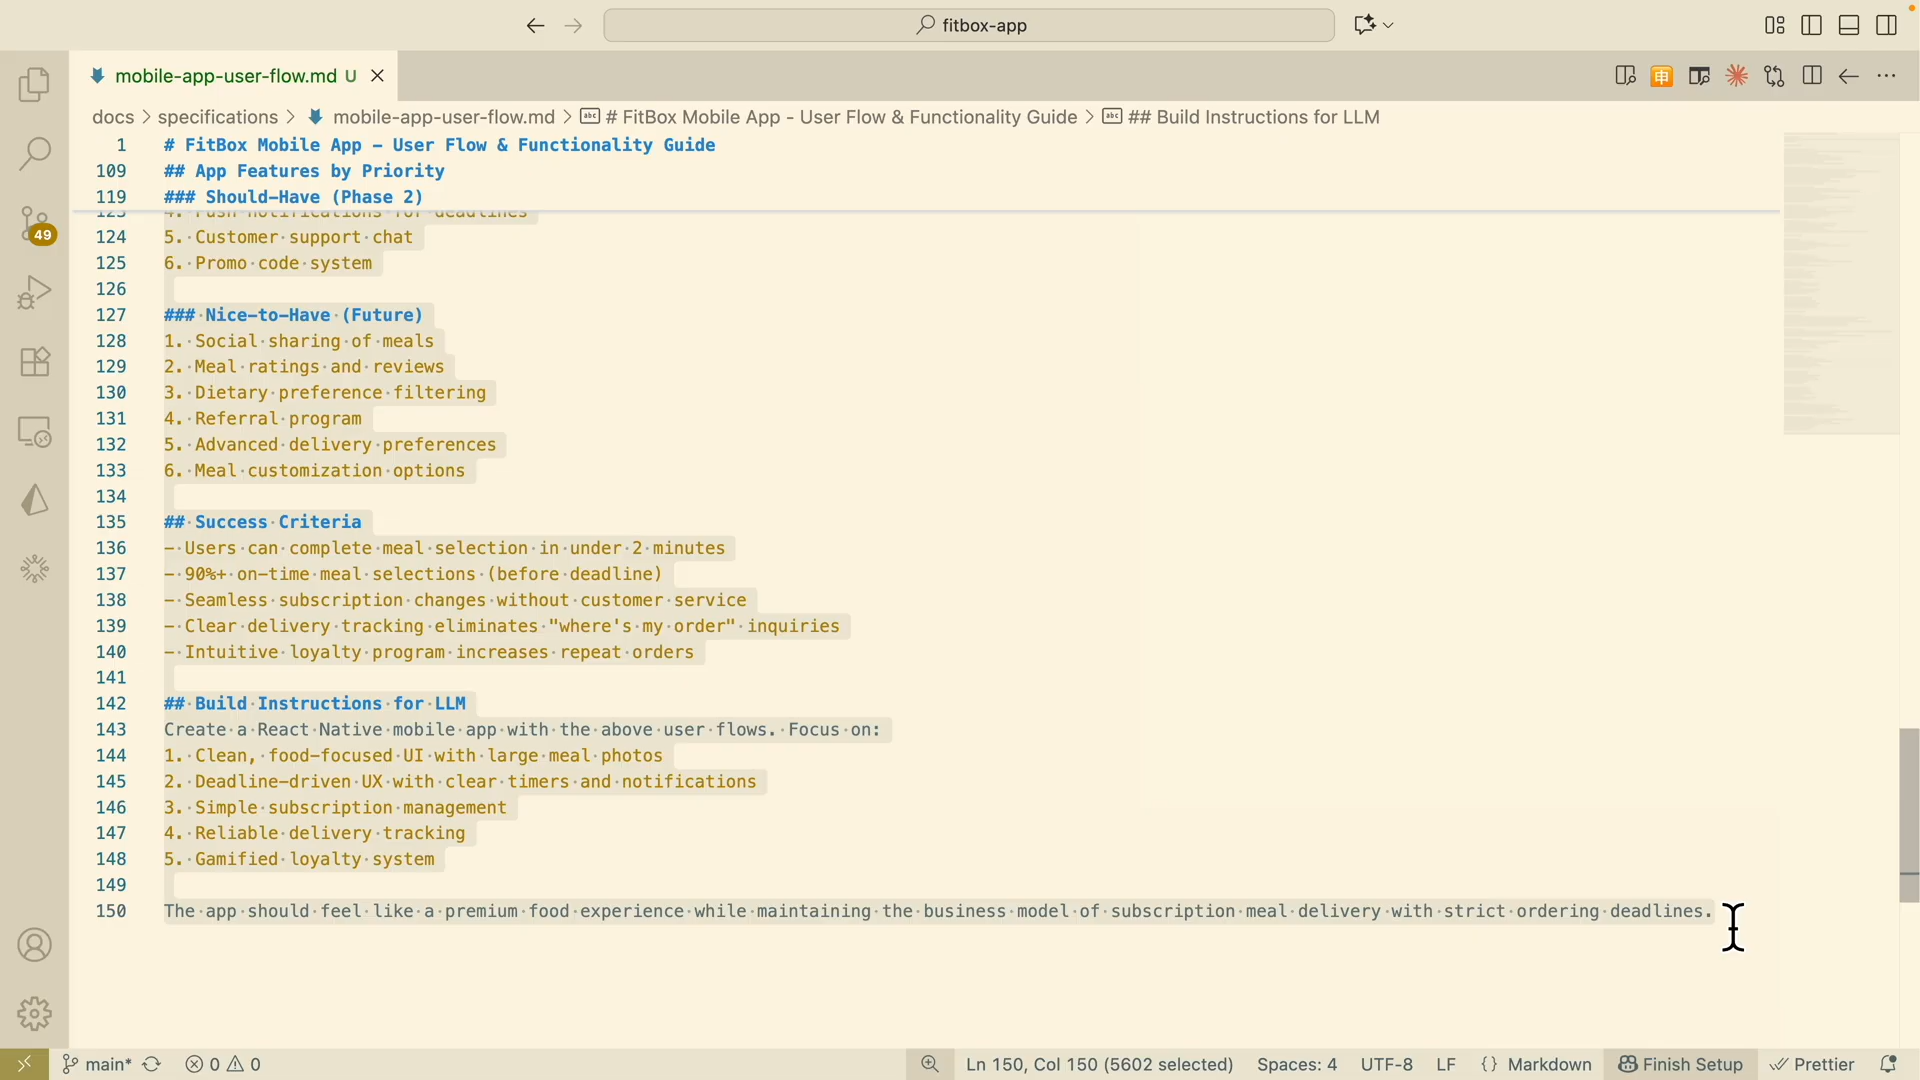 fitbox-app
mobile-app-user-flow.md U
docs > specifications > mobile-app-user-flow.md > # FitBox Mobile App - User Flow & Functionality Guide > ## Build Instructions for LLM
1 # FitBox Mobile App - User Flow & Functionality Guide
109 ## App Features by Priority
119 ### Should-Have (Phase 2)
123 4. Push notifications for deadlines
124 5. Customer support chat
125 6. Promo code system
126
127 ### Nice-to-Have (Future)
128 1. Social sharing of meals
129 2. Meal ratings and reviews
130 3. Dietary preference filtering
131 4. Referral program
132 5. Advanced delivery preferences
133 6. Meal customization options
134
135 ## Success Criteria
136 - Users can complete meal selection in under 2 minutes
137 - 90%+ on-time meal selections (before deadline)
138 - Seamless subscription changes without customer service
139 - Clear delivery tracking eliminates "where's my order" inquiries
140 - Intuitive loyalty program increases repeat orders
141
142 ## Build Instructions for LLM
143 Create a React Native mobile app with the above user flows. Focus on:
144 1. Clean, food-focused UI with large meal photos
145 2. Deadline-driven UX with clear timers and notifications
146 3. Simple subscription management
147 4. Reliable delivery tracking
148 5. Gamified loyalty system
149
150 The app should feel like a premium food experience while maintaining the business model of subscription meal delivery with strict ordering deadlines.
49
main* 0 0 Ln 150, Col 150 (5602 selected) Spaces: 4 UTF-8 LF {} Markdown Finish Setup Prettier